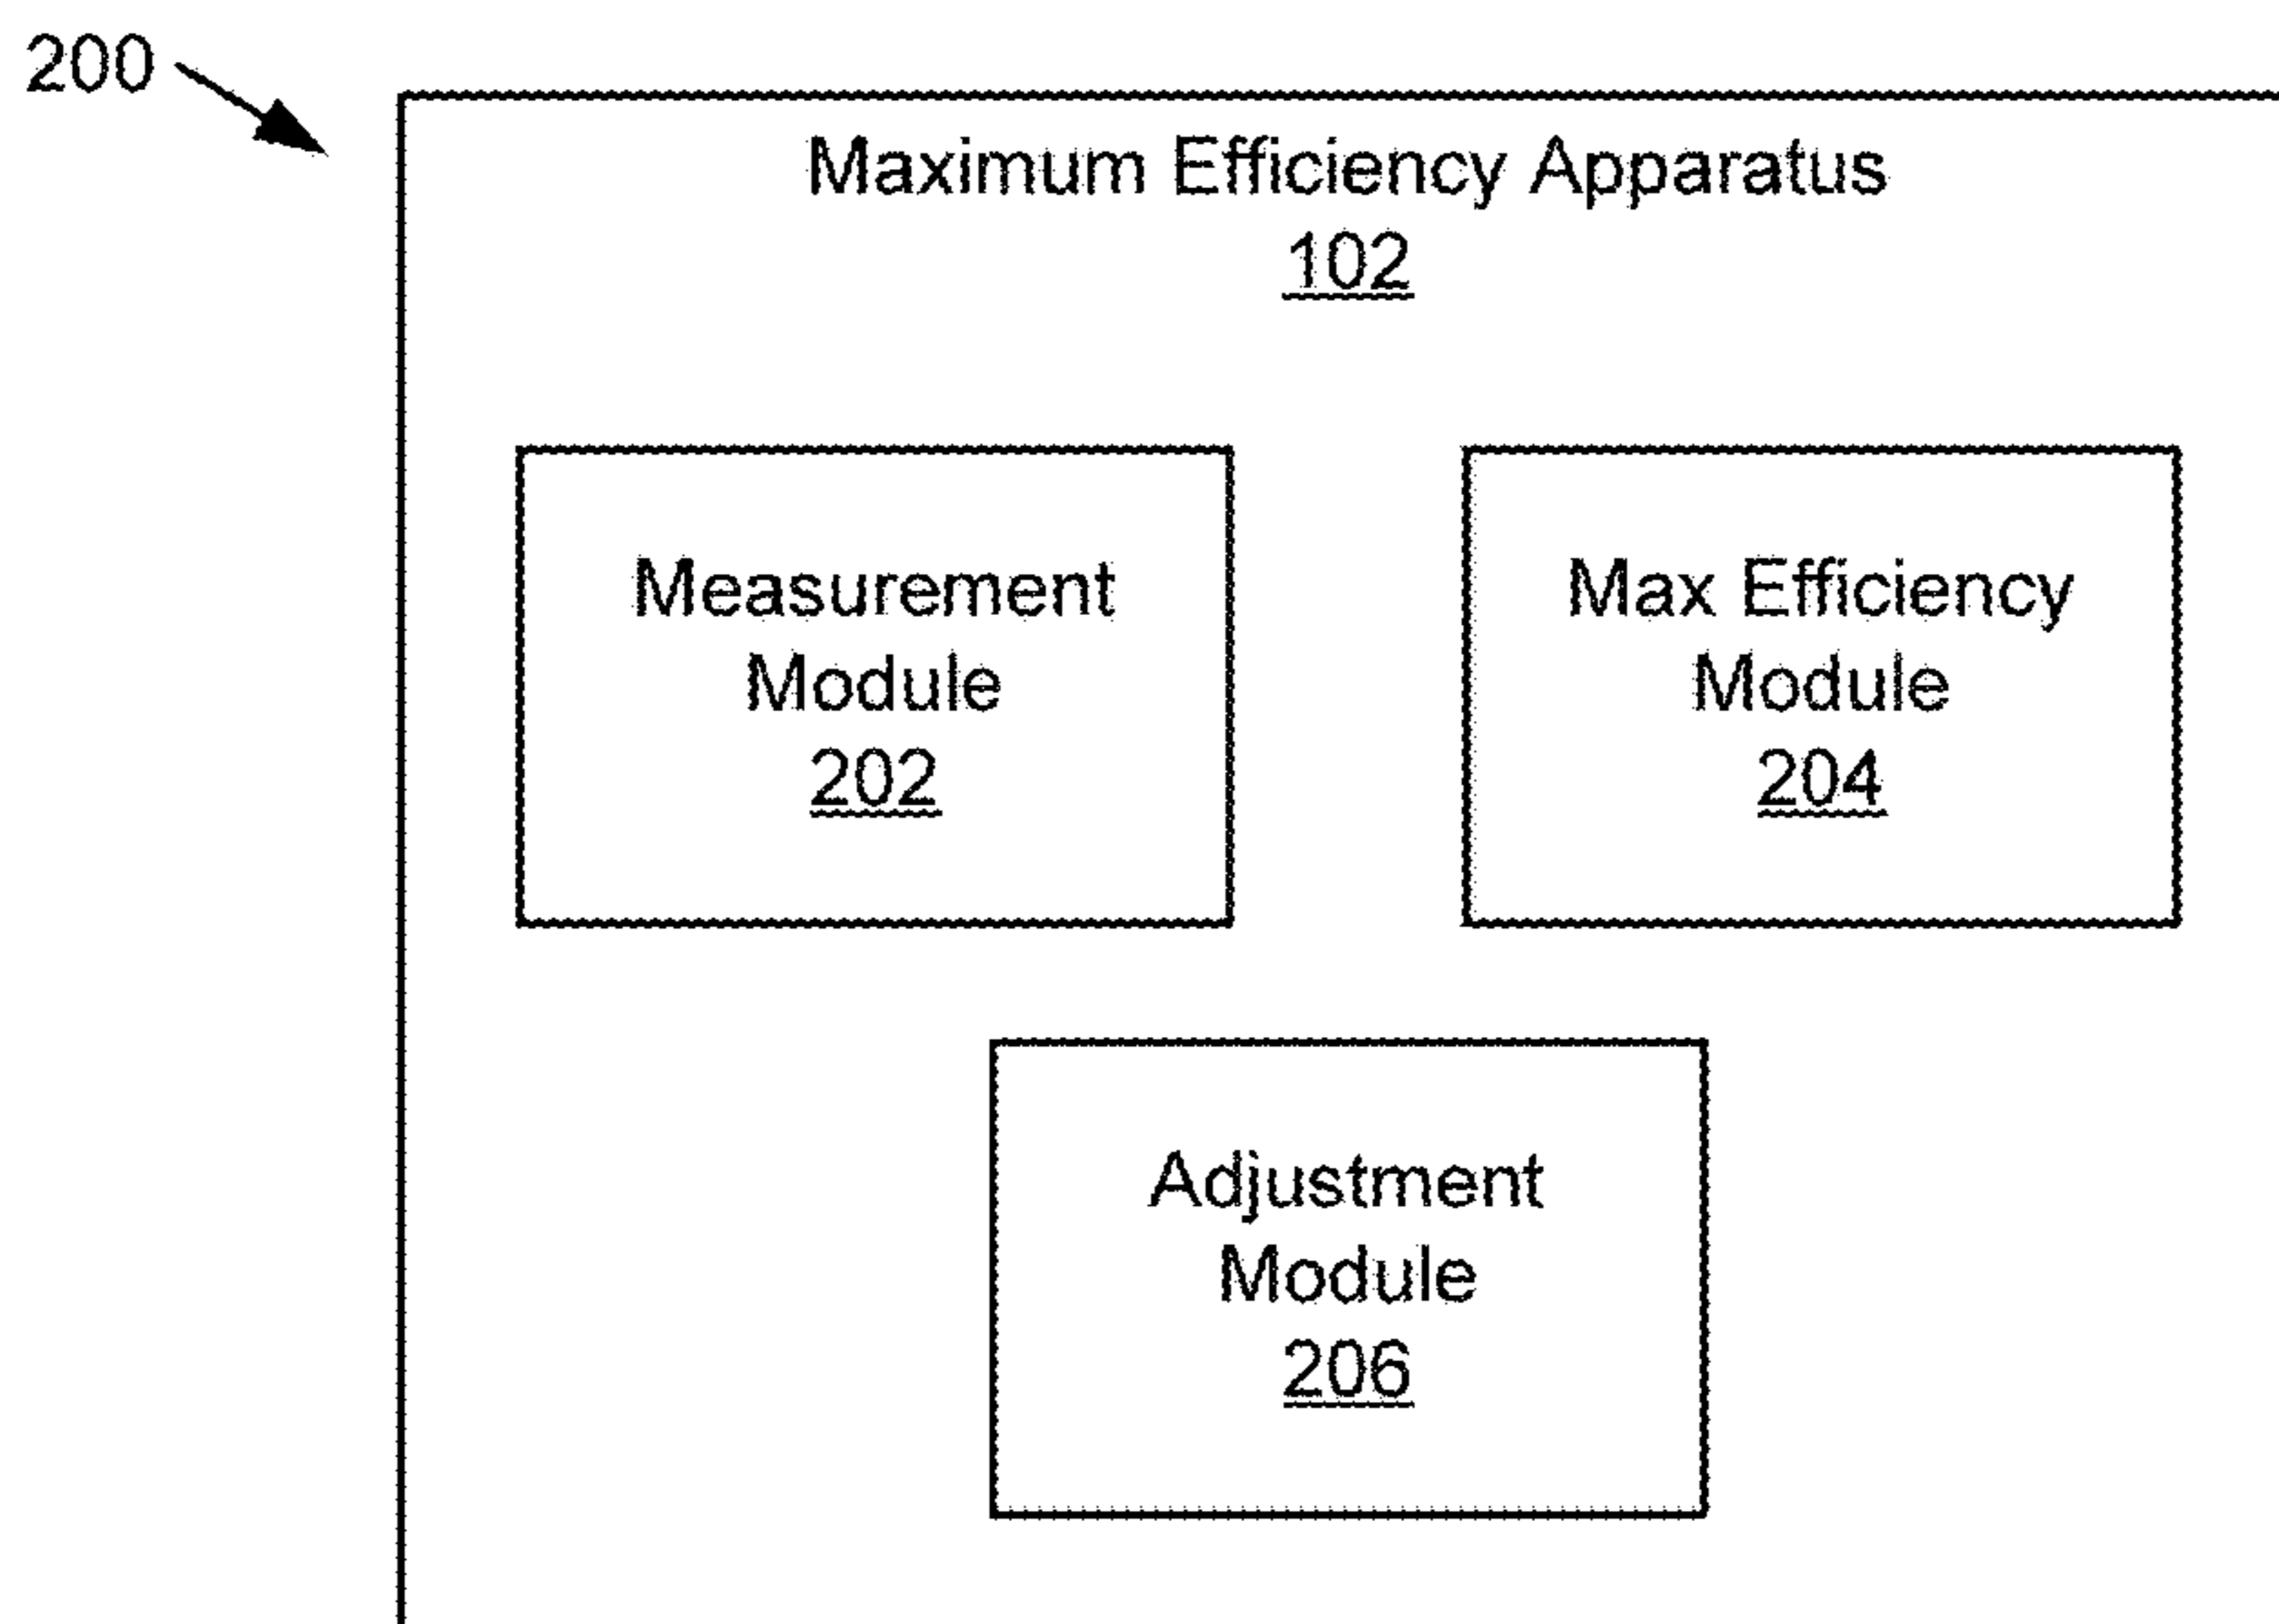 200
Maximum Efficiency Apparatus
102
Measurement
Module
202
Max Efficiency
Module
204
Adjustment
Module
206